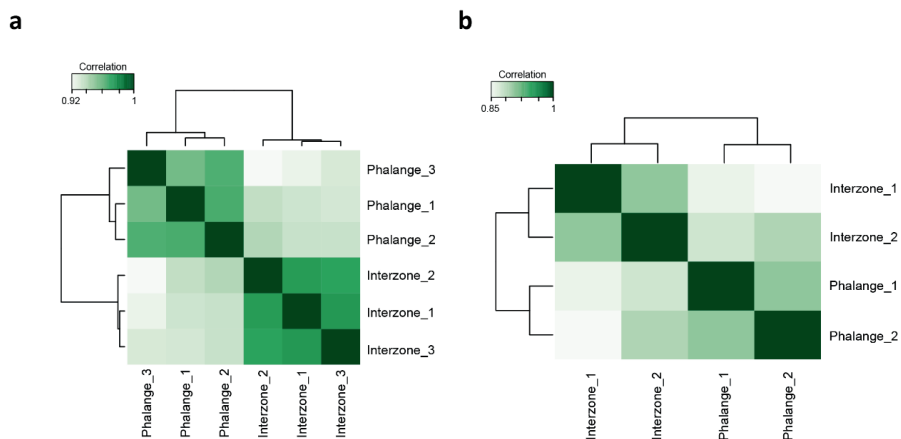 a
Correlation
0.92 1
Phalange_3
Phalange_1
Phalange_2
Interzone_2
Interzone_1
Interzone_3
Phalange_3
Phalange_1
Phalange_2
Interzone_2
Interzone_1
Interzone_3
b
Correlation
0.85 1
Interzone_1
Interzone_2
Phalange_1
Phalange_2
Interzone_1
Interzone_2
Phalange_1
Phalange_2